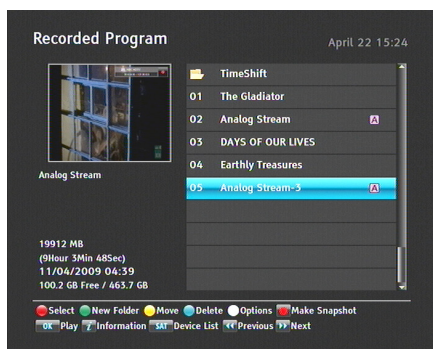 Recorded Program
April 22 15:24
TimeShift
01 The Gladiator
02 Analog Stream A
03 DAYS OF OUR LIVES
04 Earthly Treasures
05 Analog Stream-3 A
Analog Stream
19912 MB
(9Hour 3Min 48Sec)
11/04/2009 04:39
100.2 GB Free / 463.7 GB
Select New Folder Move Delete Options Make Snapshot
OK Play i Information SAT Device List Previous Next